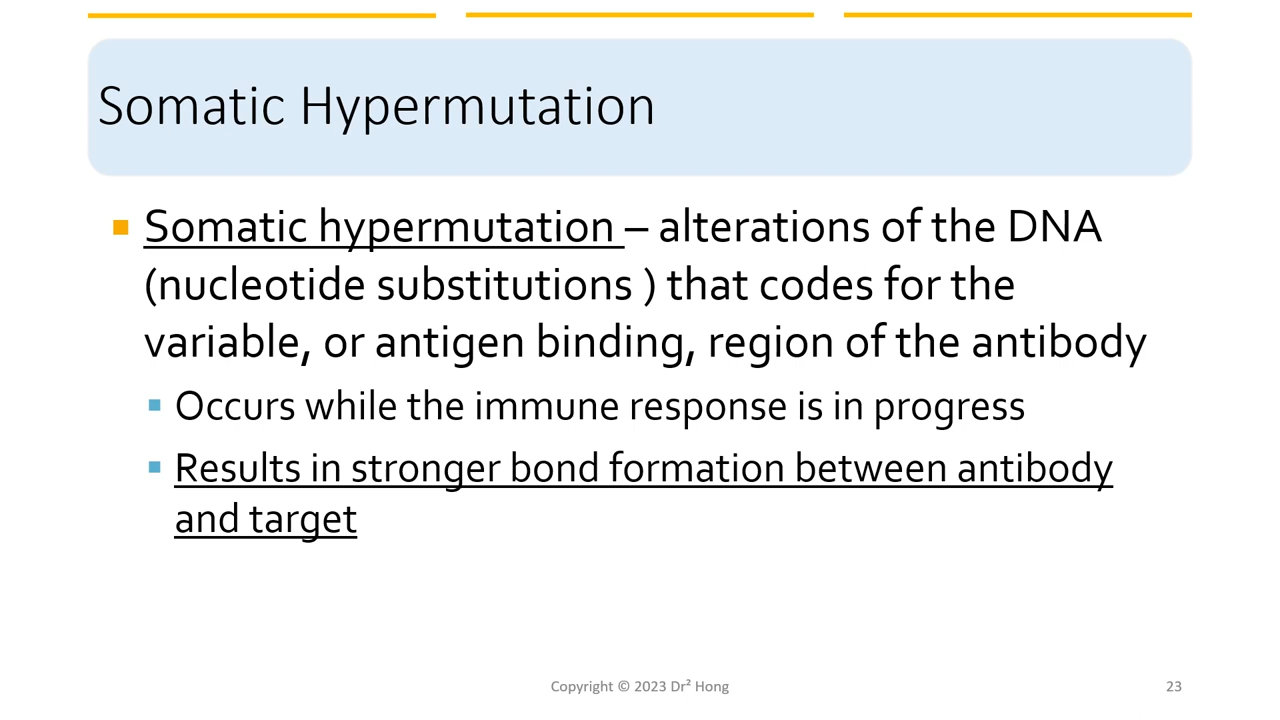 Somatic Hypermutation
Somatic hypermutation – alterations of the DNA
(nucleotide substitutions ) that codes for the
variable, or antigen binding, region of the antibody
Occurs while the immune response is in progress
Results in stronger bond formation between antibody
and target
Copyright © 2023 Dr² Hong
23